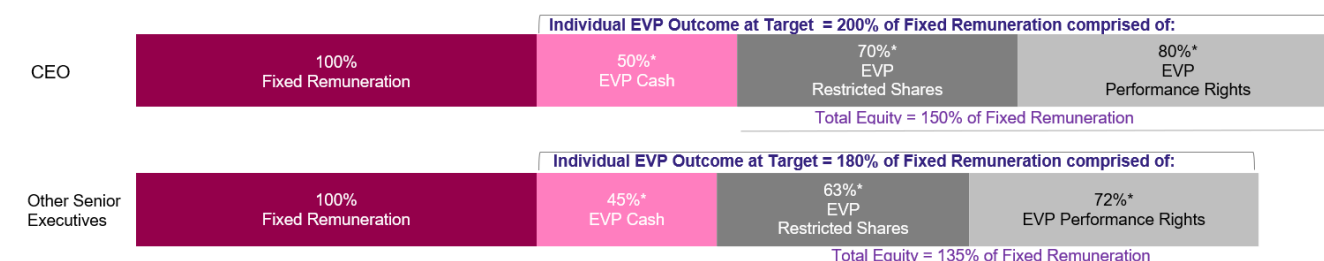 Individual EVP Outcome at Target  = 200% of Fixed Remuneration comprised of:
CEO
100%
Fixed Remuneration
50%*
EVP Cash
70%*
EVP
Restricted Shares
80%*
EVP
Performance Rights
Total Equity = 150% of Fixed Remuneration
Individual EVP Outcome at Target = 180% of Fixed Remuneration comprised of:
Other Senior
Executives
100%
Fixed Remuneration
45%*
EVP Cash
63%*
EVP
Restricted Shares
72%*
EVP Performance Rights
Total Equity = 135% of Fixed Remuneration